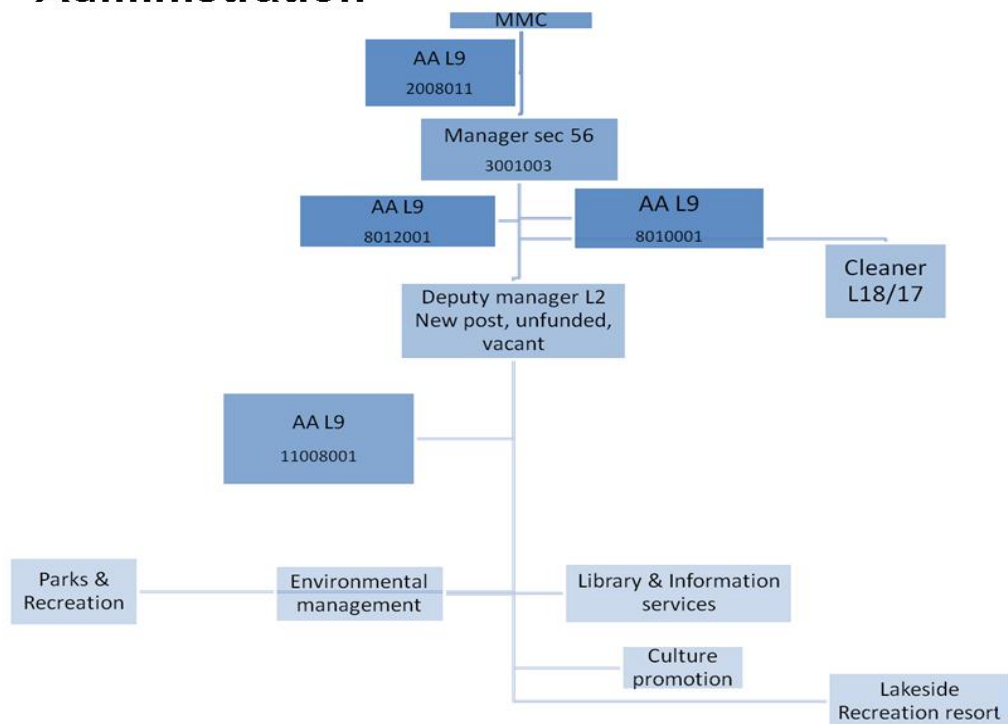 MMC
AA L9
2008011
Manager sec 56
3001003
AA L9
8012001
AA L9
8010001
Cleaner
L18/17
Deputy manager L2
New post, unfunded,
vacant
AA L9
11008001
Parks &
Recreation
Environmental
management
Library & Information
services
Culture
promotion
Lakeside
Recreation resort